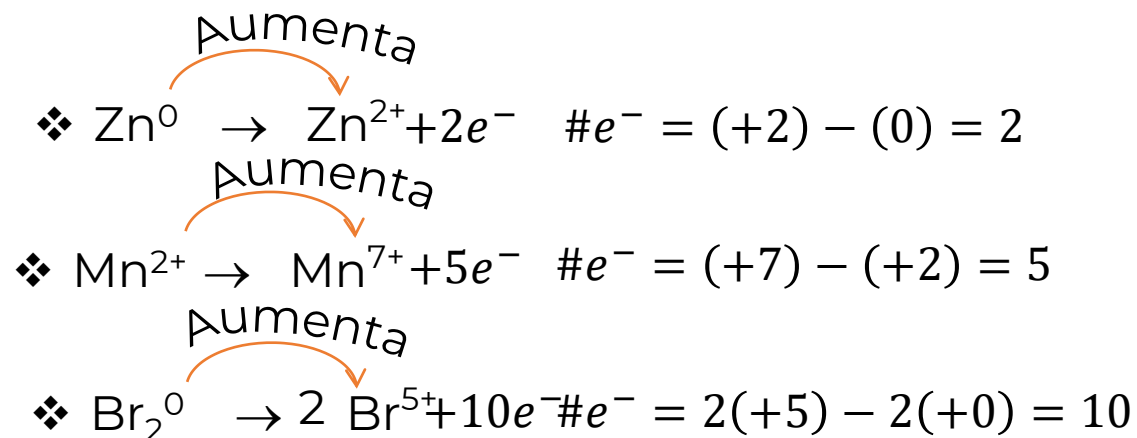 Aumenta
❖ Zn⁰ → Zn²⁺+2e⁻ #e⁻ = (+2) − (0) = 2
Aumenta
❖ Mn²⁺ → Mn⁷⁺+5e⁻ #e⁻ = (+7) − (+2) = 5
Aumenta
❖ Br₂⁰ → 2 Br⁵⁺+10e⁻#e⁻ = 2(+5) − 2(+0) = 10